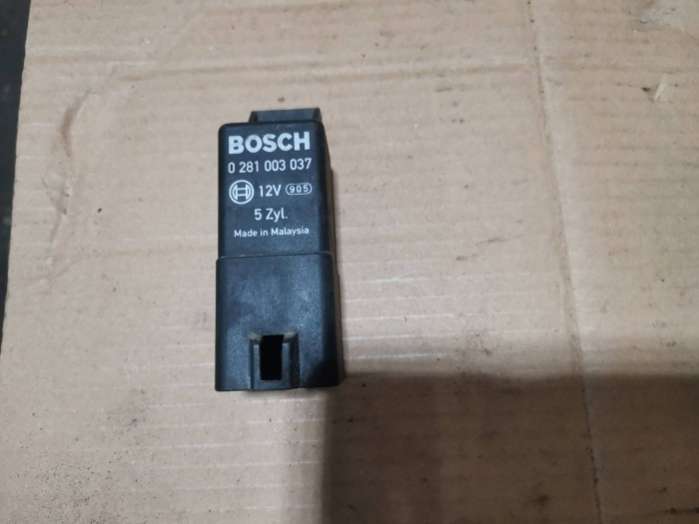 BOSCH
0 281 003 037
12V 905
5 Zyl.
Made in Malaysia